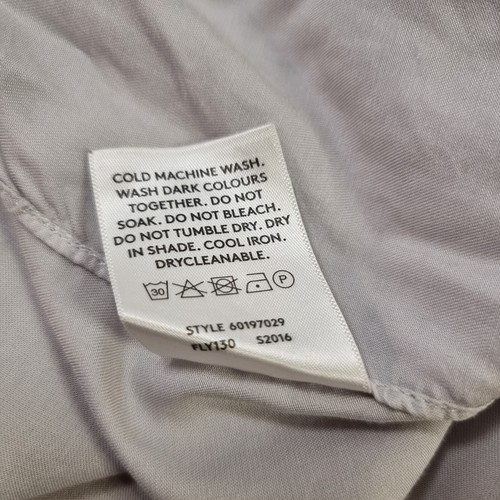 COLD MACHINE WASH.
WASH DARK COLOURS
TOGETHER. DO NOT
SOAK. DO NOT BLEACH.
DO NOT TUMBLE DRY. DRY
IN SHADE. COOL IRON.
DRYCLEANABLE.
30 P
STYLE 60197029
FLY130 S2016